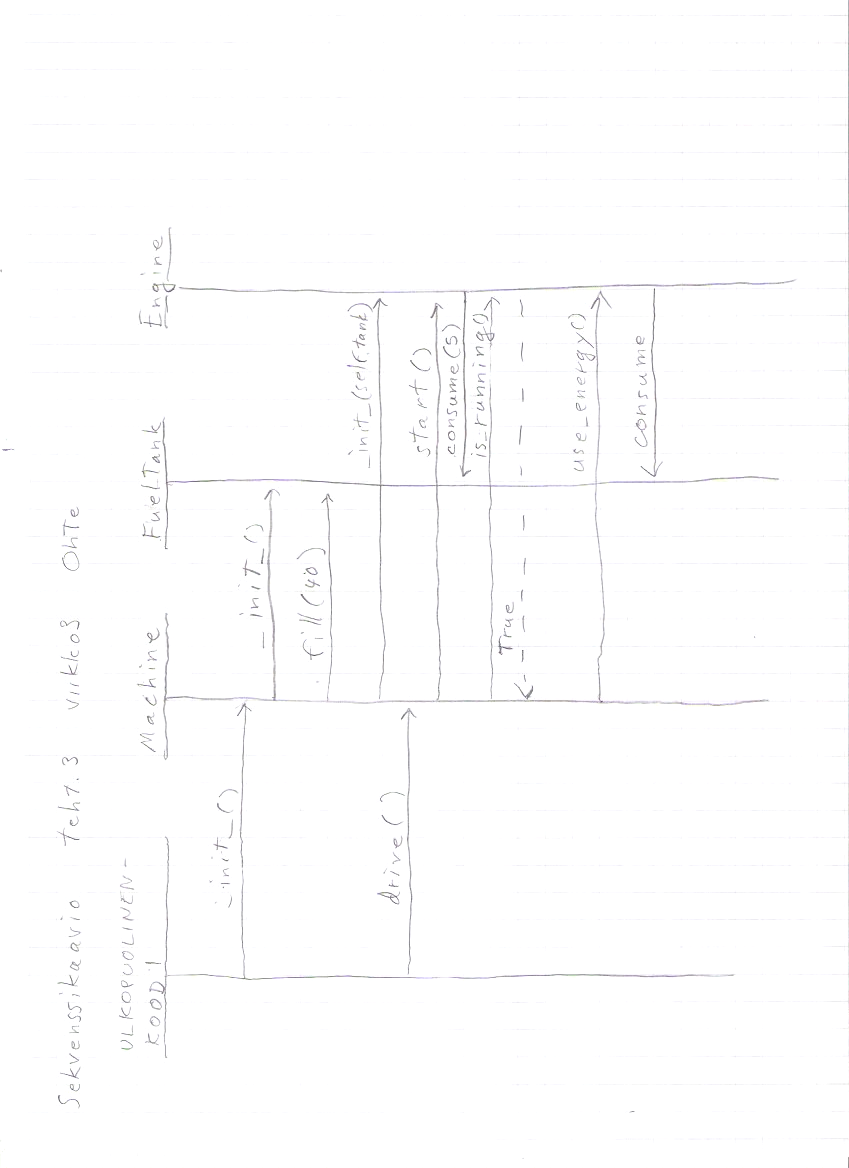 Sekvenssikaavio teht.3 viikko3 OhTe
ULKOPUOLINEN-
KOODI
Machine
FuelTank
Engine
_init_()
_init_()
fill(40)
_init_(self.tank)
drive()
start()
consume(5)
is_running()
True
use_energy()
consume